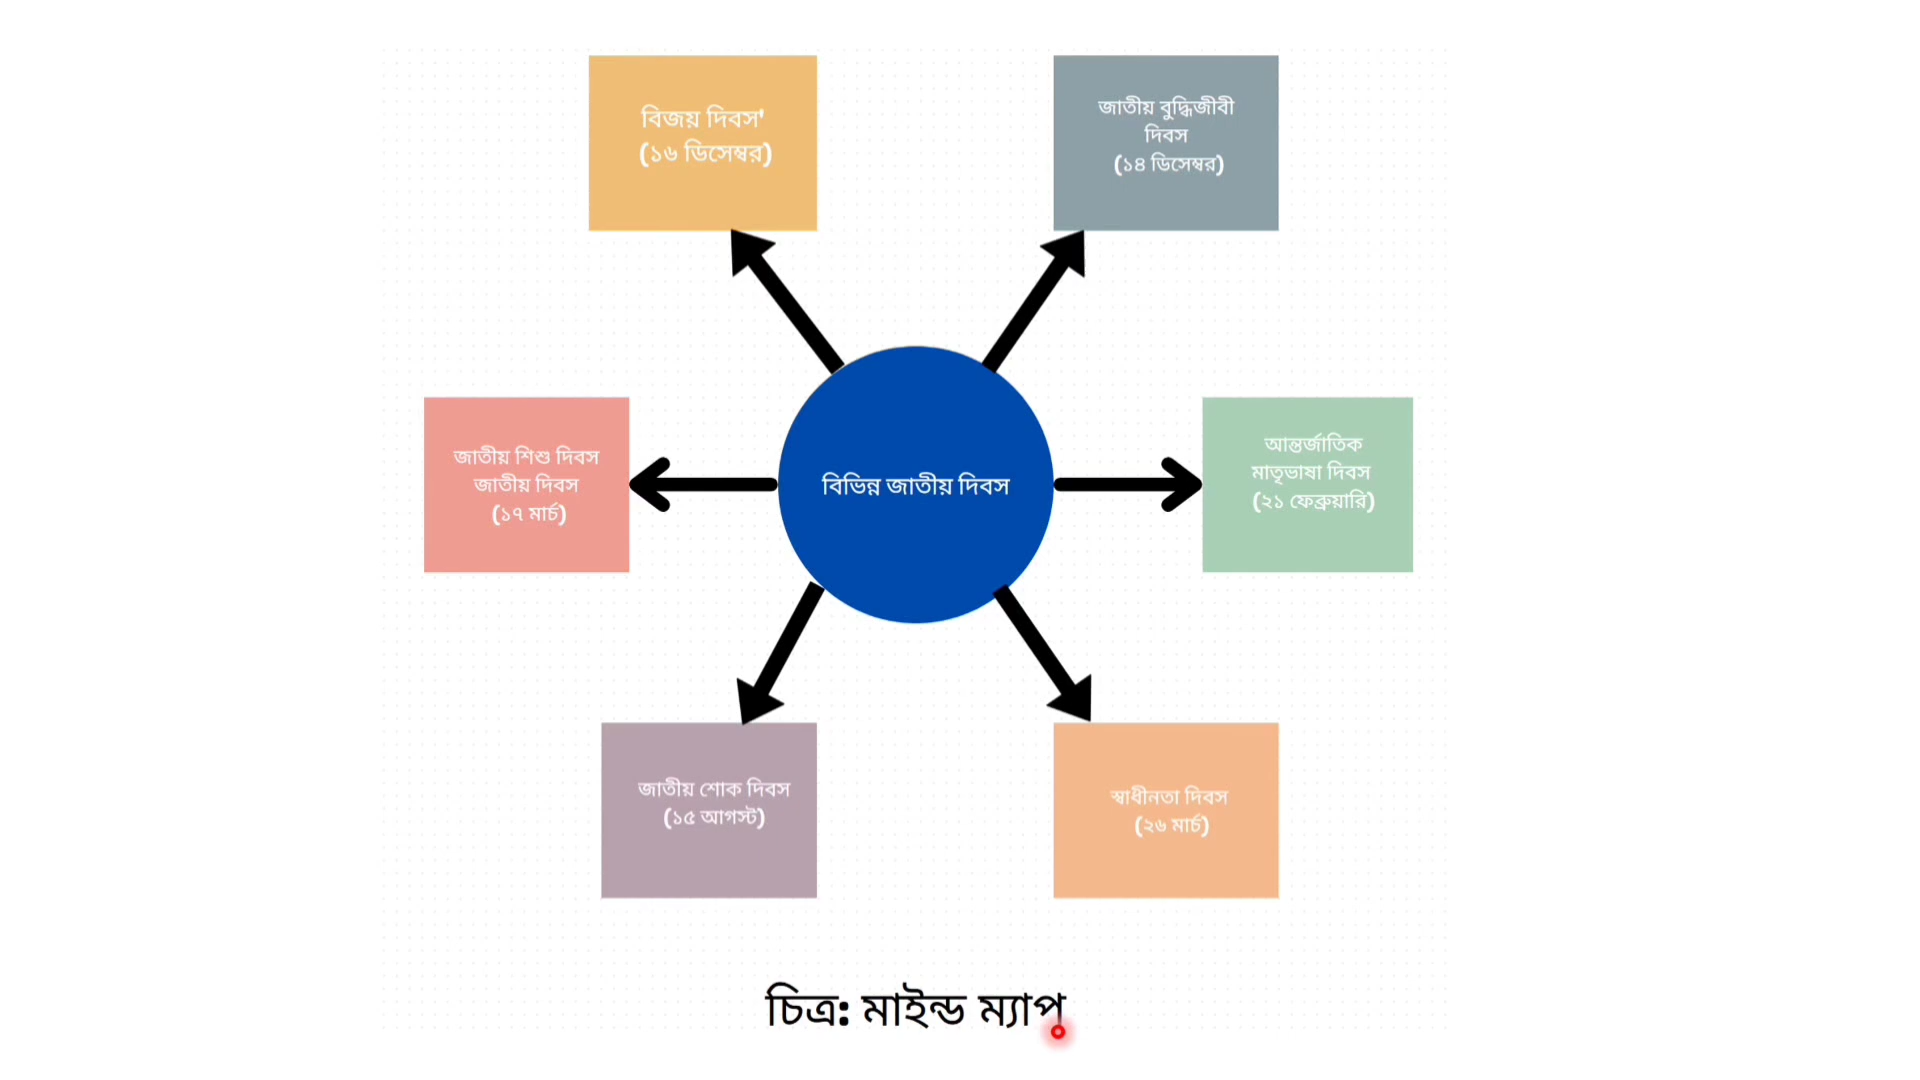 বিজয় দিবস'
(১৬ ডিসেম্বর)
জাতীয় বুদ্ধিজীবী
দিবস
(১৪ ডিসেম্বর)
জাতীয় শিশু দিবস
জাতীয় দিবস
(১৭ মার্চ)
বিভিন্ন জাতীয় দিবস
আন্তর্জাতিক
মাতৃভাষা দিবস
(২১ ফেব্রুয়ারি)
জাতীয় শোক দিবস
(১৫ আগস্ট)
স্বাধীনতা দিবস
(২৬ মার্চ)
চিত্র: মাইন্ড ম্যাপ